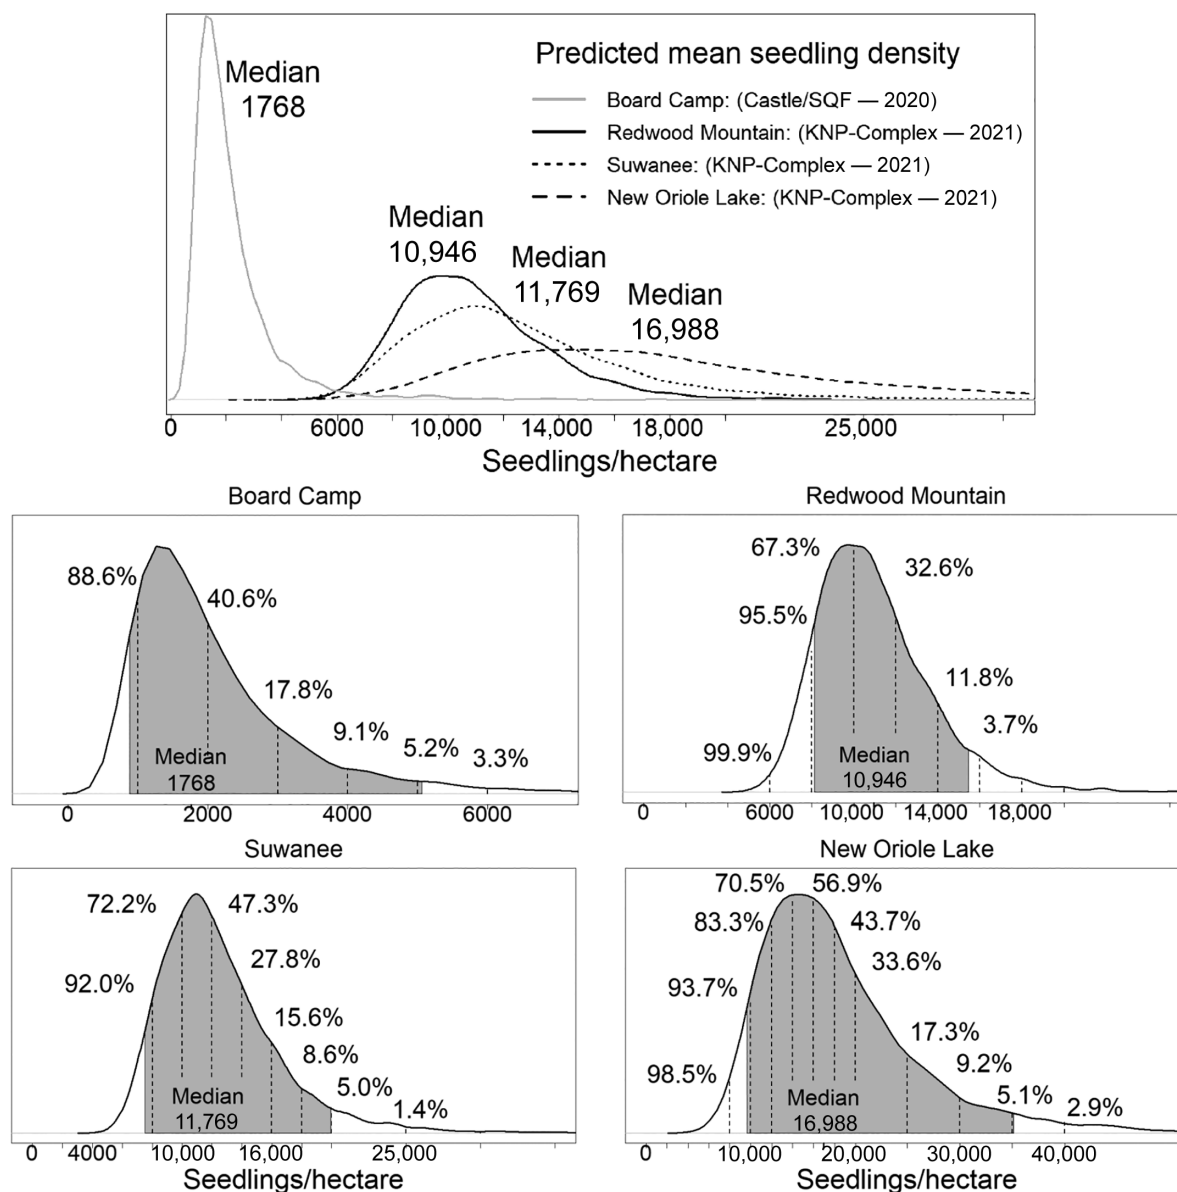 Predicted mean seedling density
Median
1768
Board Camp: (Castle/SQF — 2020)
Redwood Mountain: (KNP-Complex — 2021)
Suwanee: (KNP-Complex — 2021)
New Oriole Lake: (KNP-Complex — 2021)
Median
10,946
Median
11,769
Median
16,988
0 6000 10,000 14,000 18,000 25,000
Seedlings/hectare
Board Camp
88.6%
40.6%
17.8%
9.1%
5.2%
3.3%
Median
1768
0 2000 4000 6000
Redwood Mountain
67.3%
32.6%
95.5%
11.8%
3.7%
99.9%
Median
10,946
0 6000 10,000 14,000 18,000
Suwanee
72.2%
47.3%
27.8%
92.0%
15.6%
8.6%
5.0%
1.4%
Median
11,769
0 4000 10,000 16,000 25,000
Seedlings/hectare
New Oriole Lake
70.5% 56.9%
83.3%
43.7%
33.6%
93.7%
17.3%
9.2%
98.5%
5.1%
2.9%
Median
16,988
0 10,000 20,000 30,000 40,000
Seedlings/hectare